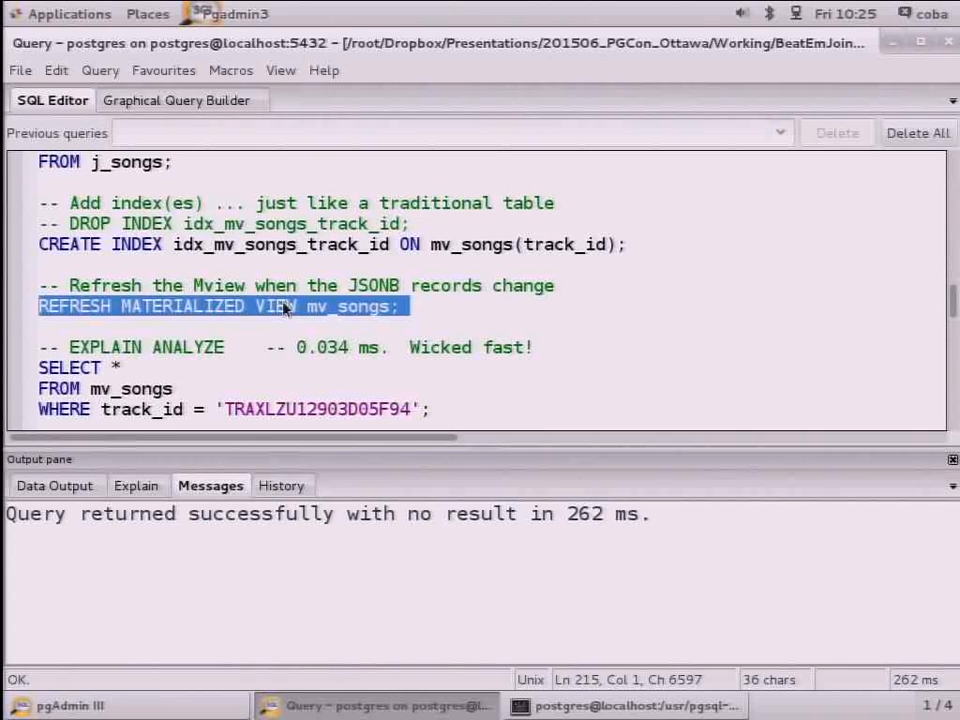 Applications Places Pgadmin3 Fri 10:25 coba
Query - postgres on postgres@localhost:5432 - [/root/Dropbox/Presentations/201506_PGCon_Ottawa/Working/BeatEmJoin...
File Edit Query Favourites Macros View Help
SQL Editor Graphical Query Builder
Previous queries Delete Delete All
FROM j_songs;
-- Add index(es) ... just like a traditional table
-- DROP INDEX idx_mv_songs_track_id;
CREATE INDEX idx_mv_songs_track_id ON mv_songs(track_id);
-- Refresh the Mview when the JSONB records change
REFRESH MATERIALIZED VIEW mv_songs;
-- EXPLAIN ANALYZE -- 0.034 ms. Wicked fast!
SELECT *
FROM mv_songs
WHERE track_id = 'TRAXLZU12903D05F94';
Output pane
Data Output Explain Messages History
Query returned successfully with no result in 262 ms.
OK. Unix Ln 215, Col 1, Ch 6597 36 chars 262 ms
pgAdmin III Query - postgres on postgres@l... postgres@localhost:/usr/pgsql-... 1 / 4